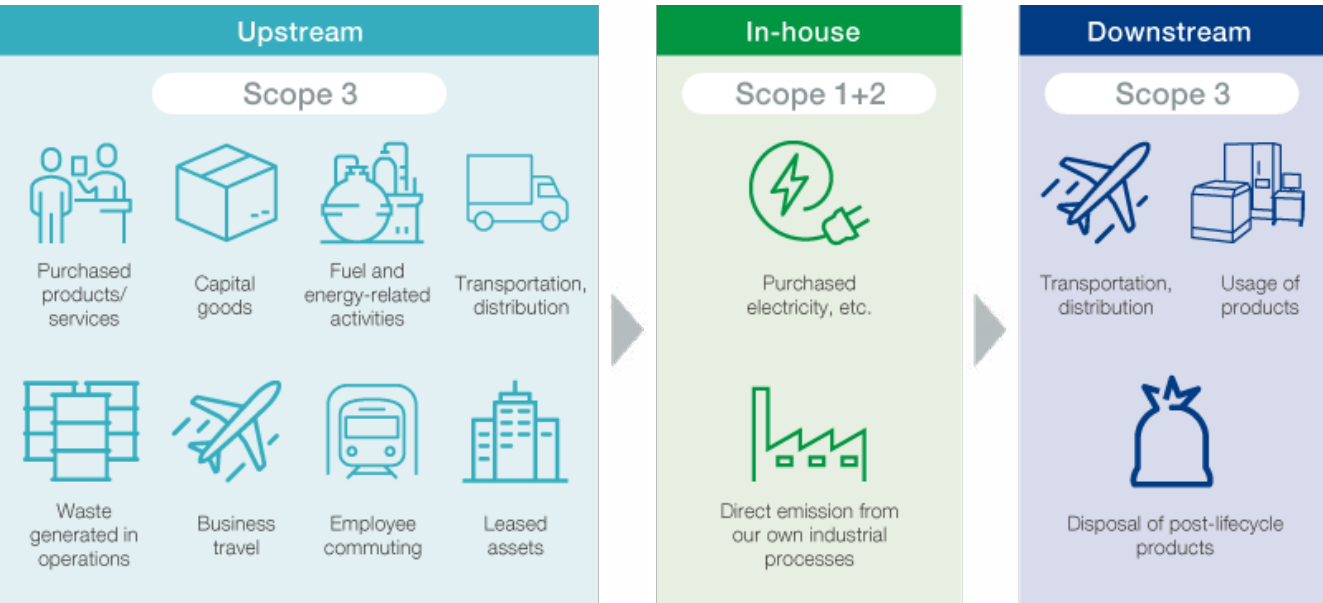 Upstream
Scope 3
Purchased
products/
services
Capital
goods
Fuel and
energy-related
activities
Transportation,
distribution
Waste
generated in
operations
Business
travel
Employee
commuting
Leased
assets
In-house
Scope 1+2
Purchased
electricity, etc.
Direct emission from
our own industrial
processes
Downstream
Scope 3
Transportation,
distribution
Usage of
products
Disposal of post-lifecycle
products